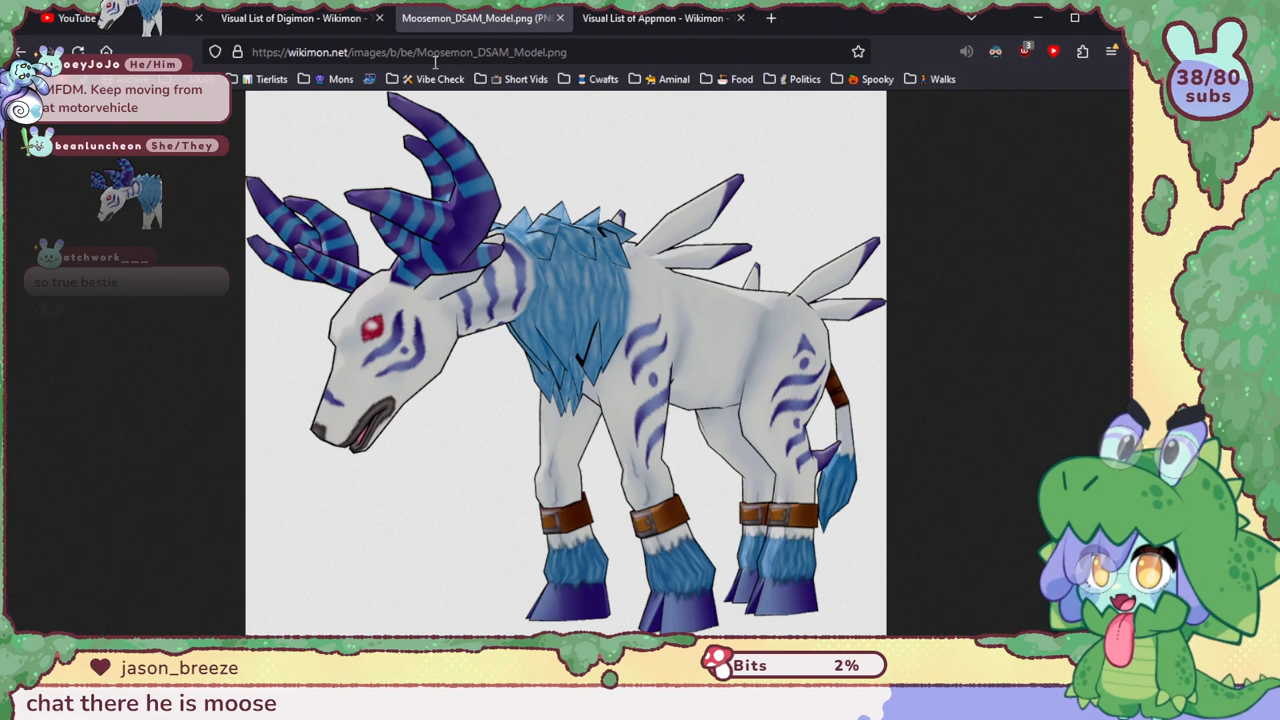 YouTube
Visual List of Digimon - Wikimon -
Moosemon_DSAM_Model.png (PN
Visual List of Appmon - Wikimon -
https://wikimon.net/images/b/be/Moosemon_DSAM_Model.png
3
Tierlists
Mons
Vibe Check
Short Vids
Cwafts
Aminal
Food
Politics
Spooky
Walks
oeyJoJo He/Him
MFDM. Keep moving from
at motorvehicle
beanluncheon She/They
atchwork___
so true bestie
38/80
subs
jason_breeze
Bits 2%
chat there he is moose